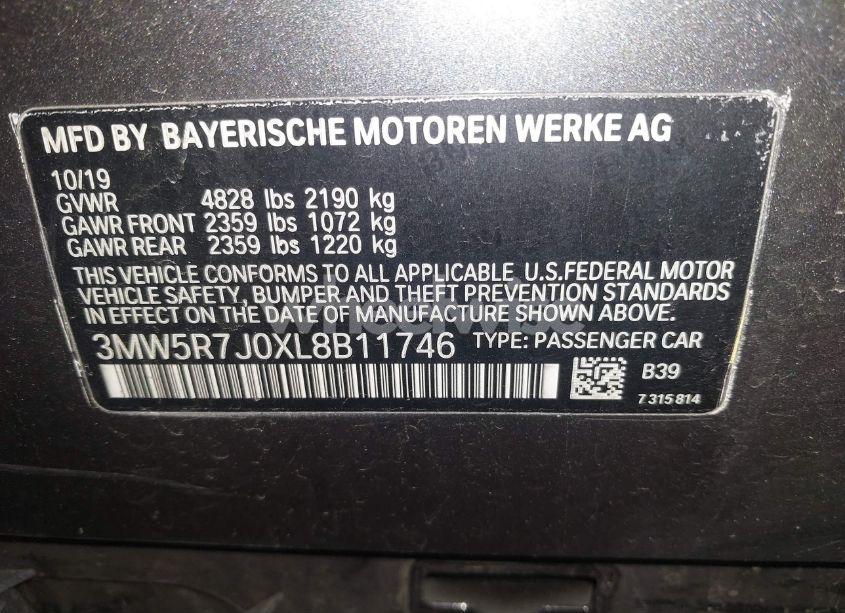 MFD BY BAYERISCHE MOTOREN WERKE AG
10/19
GVWR 4828 lbs 2190 kg
GAWR FRONT 2359 lbs 1072 kg
GAWR REAR 2359 lbs 1220 kg
THIS VEHICLE CONFORMS TO ALL APPLICABLE U.S.FEDERAL MOTOR
VEHICLE SAFETY, BUMPER AND THEFT PREVENTION STANDARDS
IN EFFECT ON THE DATE OF MANUFACTURE SHOWN ABOVE.
3MW5R7J0XL8B11746 TYPE: PASSENGER CAR
B39
7 315 814